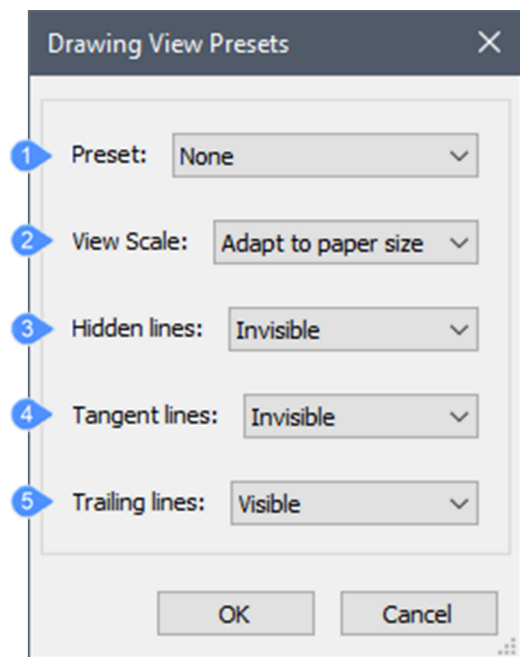 Drawing View Presets
1 Preset: None
2 View Scale: Adapt to paper size
3 Hidden lines: Invisible
4 Tangent lines: Invisible
5 Trailing lines: Visible
OK Cancel